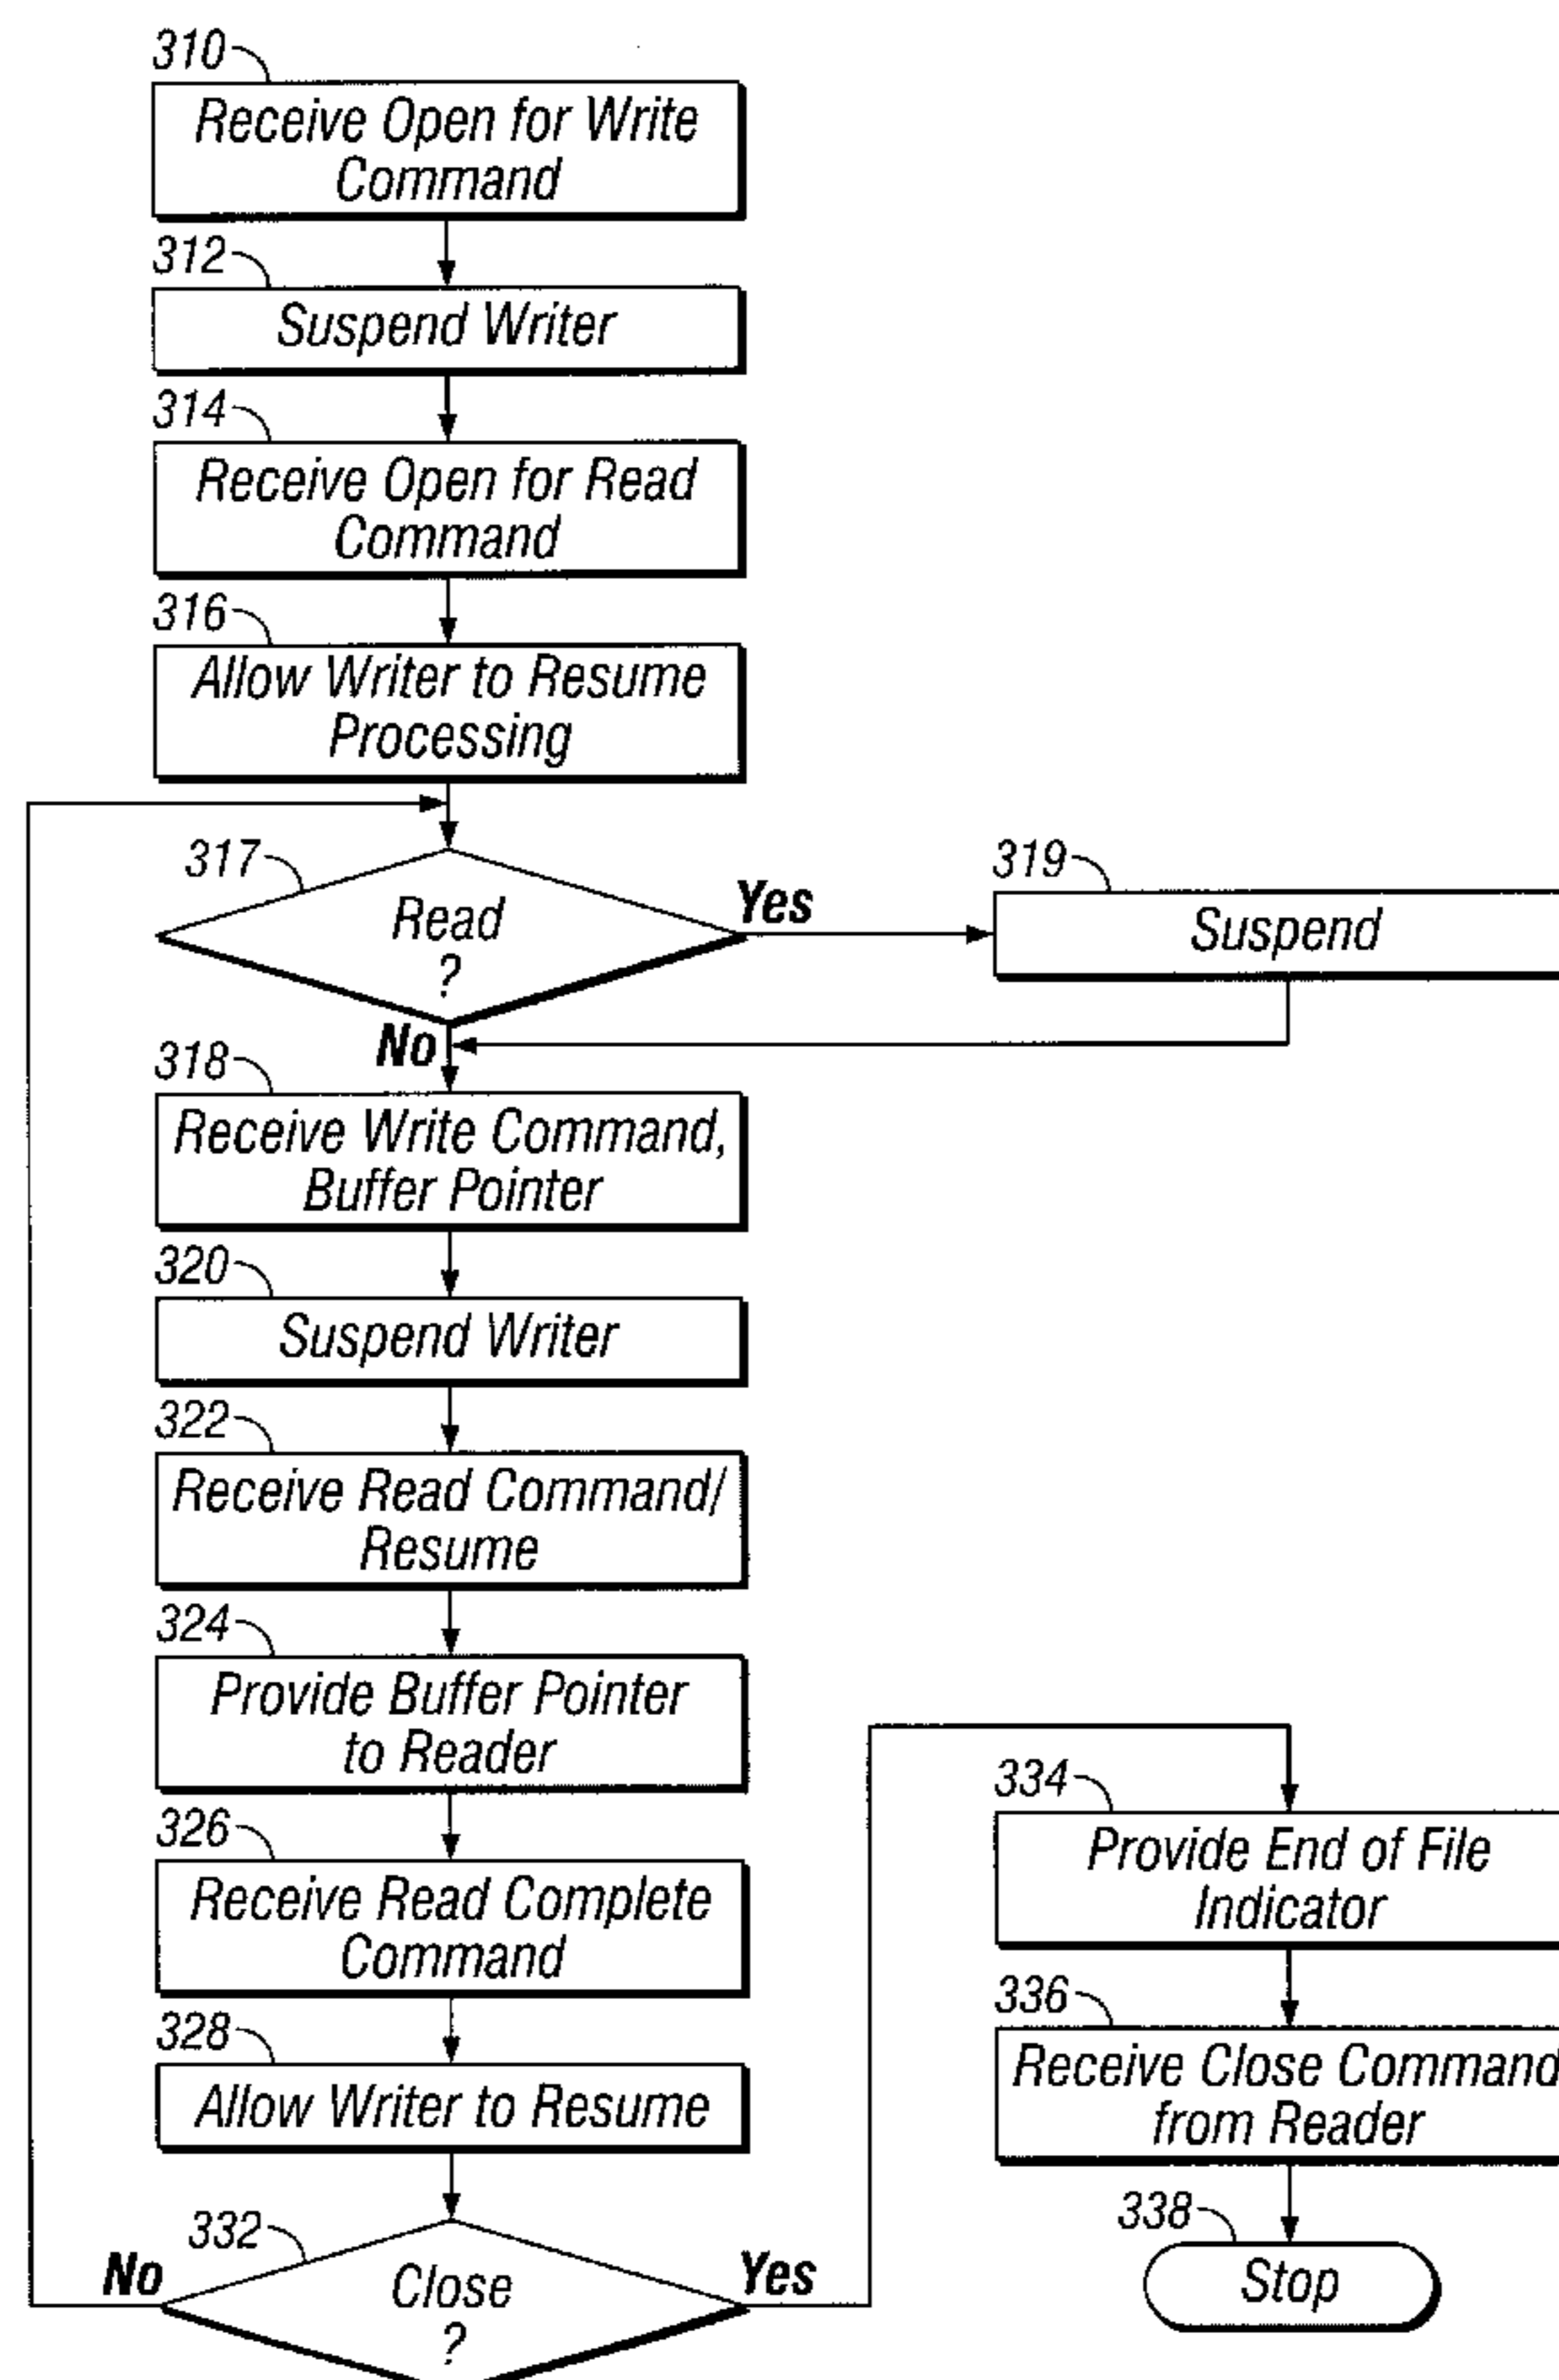 310
Receive Open for Write
Command
312
Suspend Writer
314
Receive Open for Read
Command
316
Allow Writer to Resume
Processing
317
Read
?
Yes
No
319
Suspend
318
Receive Write Command,
Buffer Pointer
320
Suspend Writer
322
Receive Read Command/
Resume
324
Provide Buffer Pointer
to Reader
326
Receive Read Complete
Command
328
Allow Writer to Resume
332
Close
?
No
Yes
334
Provide End of File
Indicator
336
Receive Close Command
from Reader
338
Stop